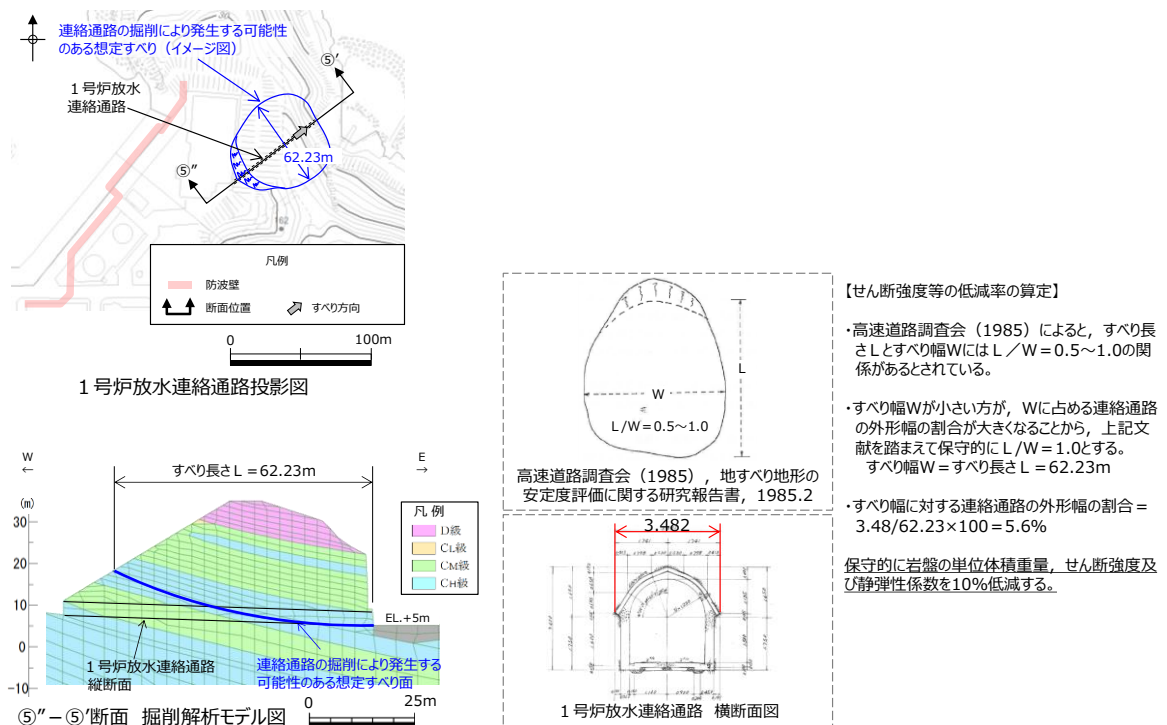 連絡通路の掘削により発生する可能性
のある想定すべり（イメージ図）
⑤’
１号炉放水
連絡通路
62.23m
⑤”
162
凡例
防波壁
断面位置
すべり方向
0
100m
１号炉放水連絡通路投影図
W
←
すべり長さＬ＝62.23m
E
→
(m)
30
20
10
0
-10
凡 例
D級
CL級
CM級
CH級
EL.+5m
１号炉放水連絡通路
縦断面
連絡通路の掘削により発生する
可能性のある想定すべり面
⑤”－⑤’断面 掘削解析モデル図
0
25m
W
L
L/W＝0.5～1.0
高速道路調査会（1985），地すべり地形の
安定度評価に関する研究報告書，1985.2
3.482
１号炉放水連絡通路 横断面図
【せん断強度等の低減率の算定】
・高速道路調査会（1985）によると，すべり長
さＬとすべり幅WにはＬ／Ｗ＝0.5～1.0の関
係があるとされている。
・すべり幅Wが小さい方が，Wに占める連絡通路
の外形幅の割合が大きくなることから，上記文
献を踏まえて保守的にＬ/W＝1.0とする。
すべり幅W＝すべり長さＬ＝62.23m
・すべり幅に対する連絡通路の外形幅の割合＝
3.48/62.23×100＝5.6%
保守的に岩盤の単位体積重量，せん断強度及
び静弾性係数を10%低減する。